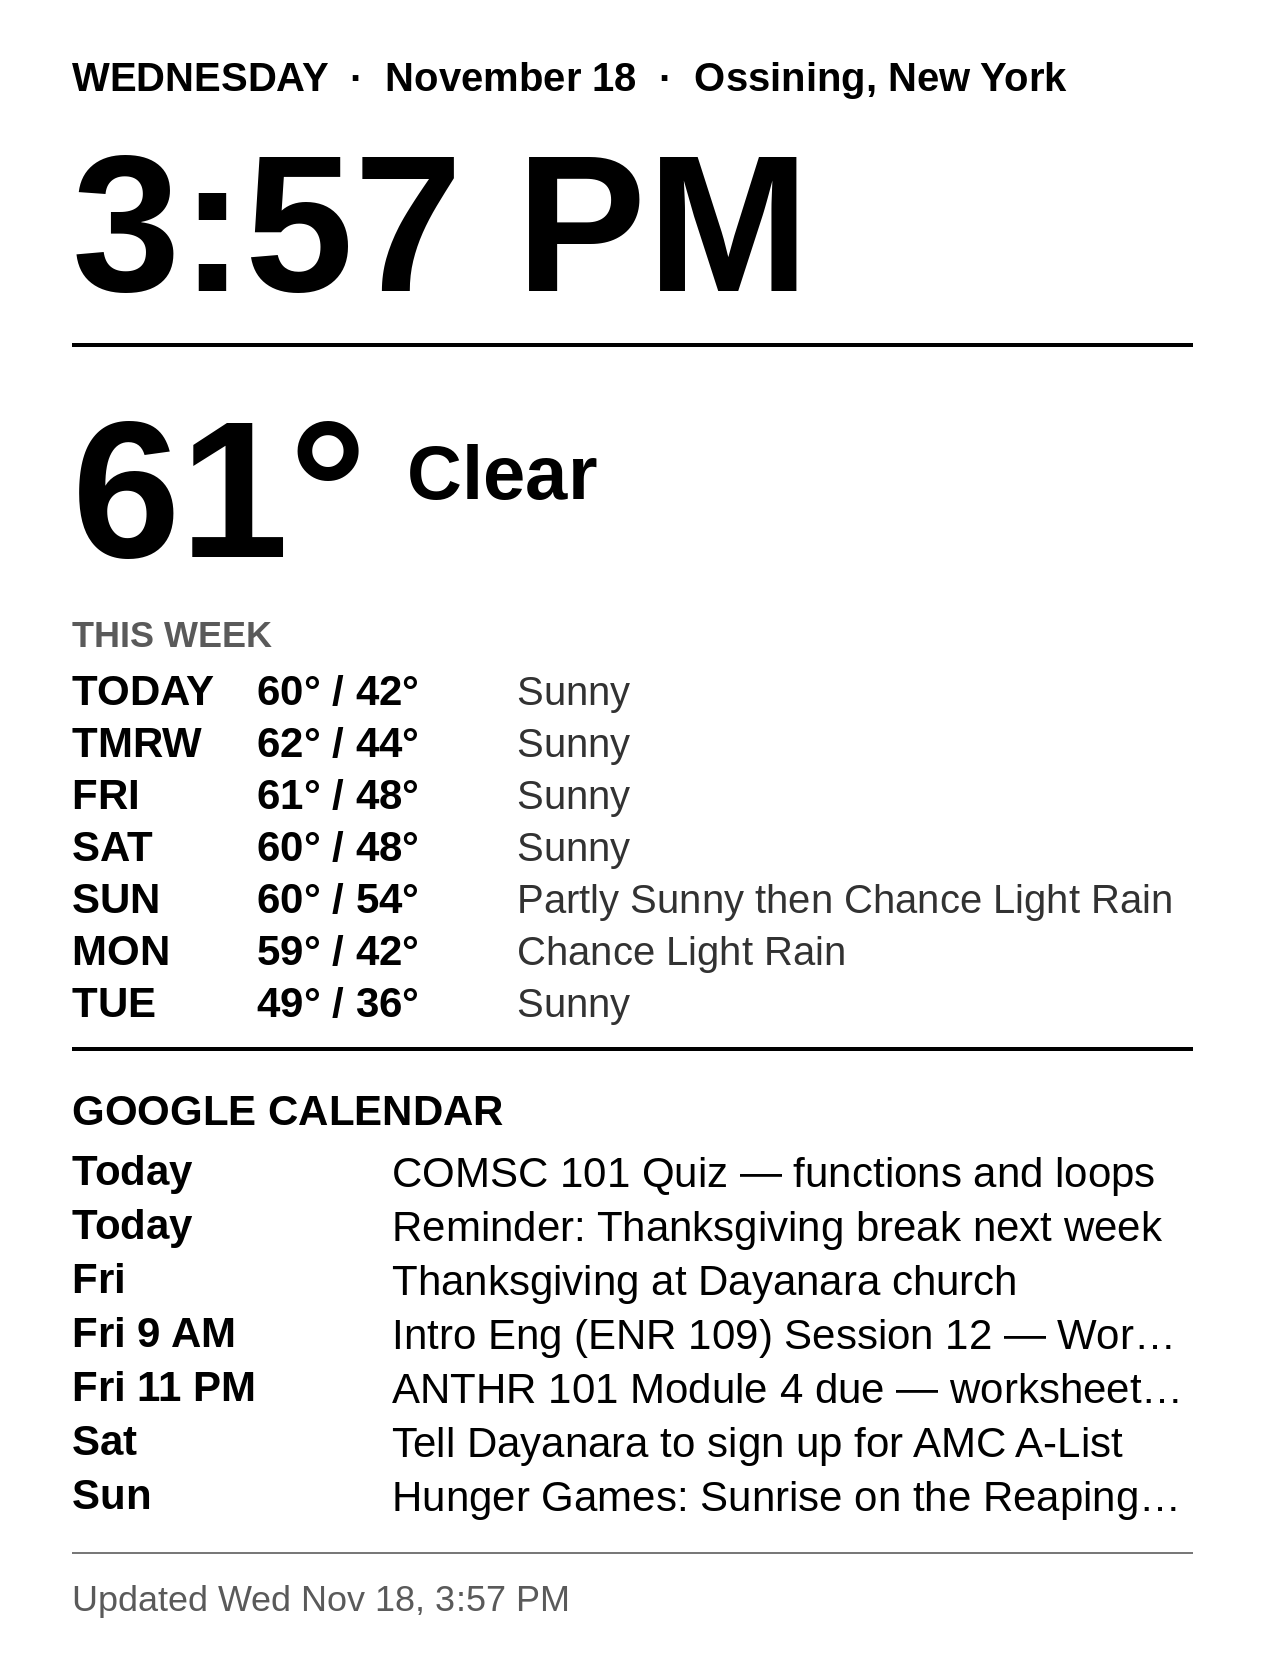 WEDNESDAY · November 18 · Ossining, New York
3:57 PM
61° Clear
THIS WEEK
TODAY 60° / 42° Sunny
TMRW 62° / 44° Sunny
FRI 61° / 48° Sunny
SAT 60° / 48° Sunny
SUN 60° / 54° Partly Sunny then Chance Light Rain
MON 59° / 42° Chance Light Rain
TUE 49° / 36° Sunny
GOOGLE CALENDAR
Today COMSC 101 Quiz — functions and loops
Today Reminder: Thanksgiving break next week
Fri Thanksgiving at Dayanara church
Fri 9 AM Intro Eng (ENR 109) Session 12 — Wor…
Fri 11 PM ANTHR 101 Module 4 due — worksheet…
Sat Tell Dayanara to sign up for AMC A-List
Sun Hunger Games: Sunrise on the Reaping…
Updated Wed Nov 18, 3:57 PM